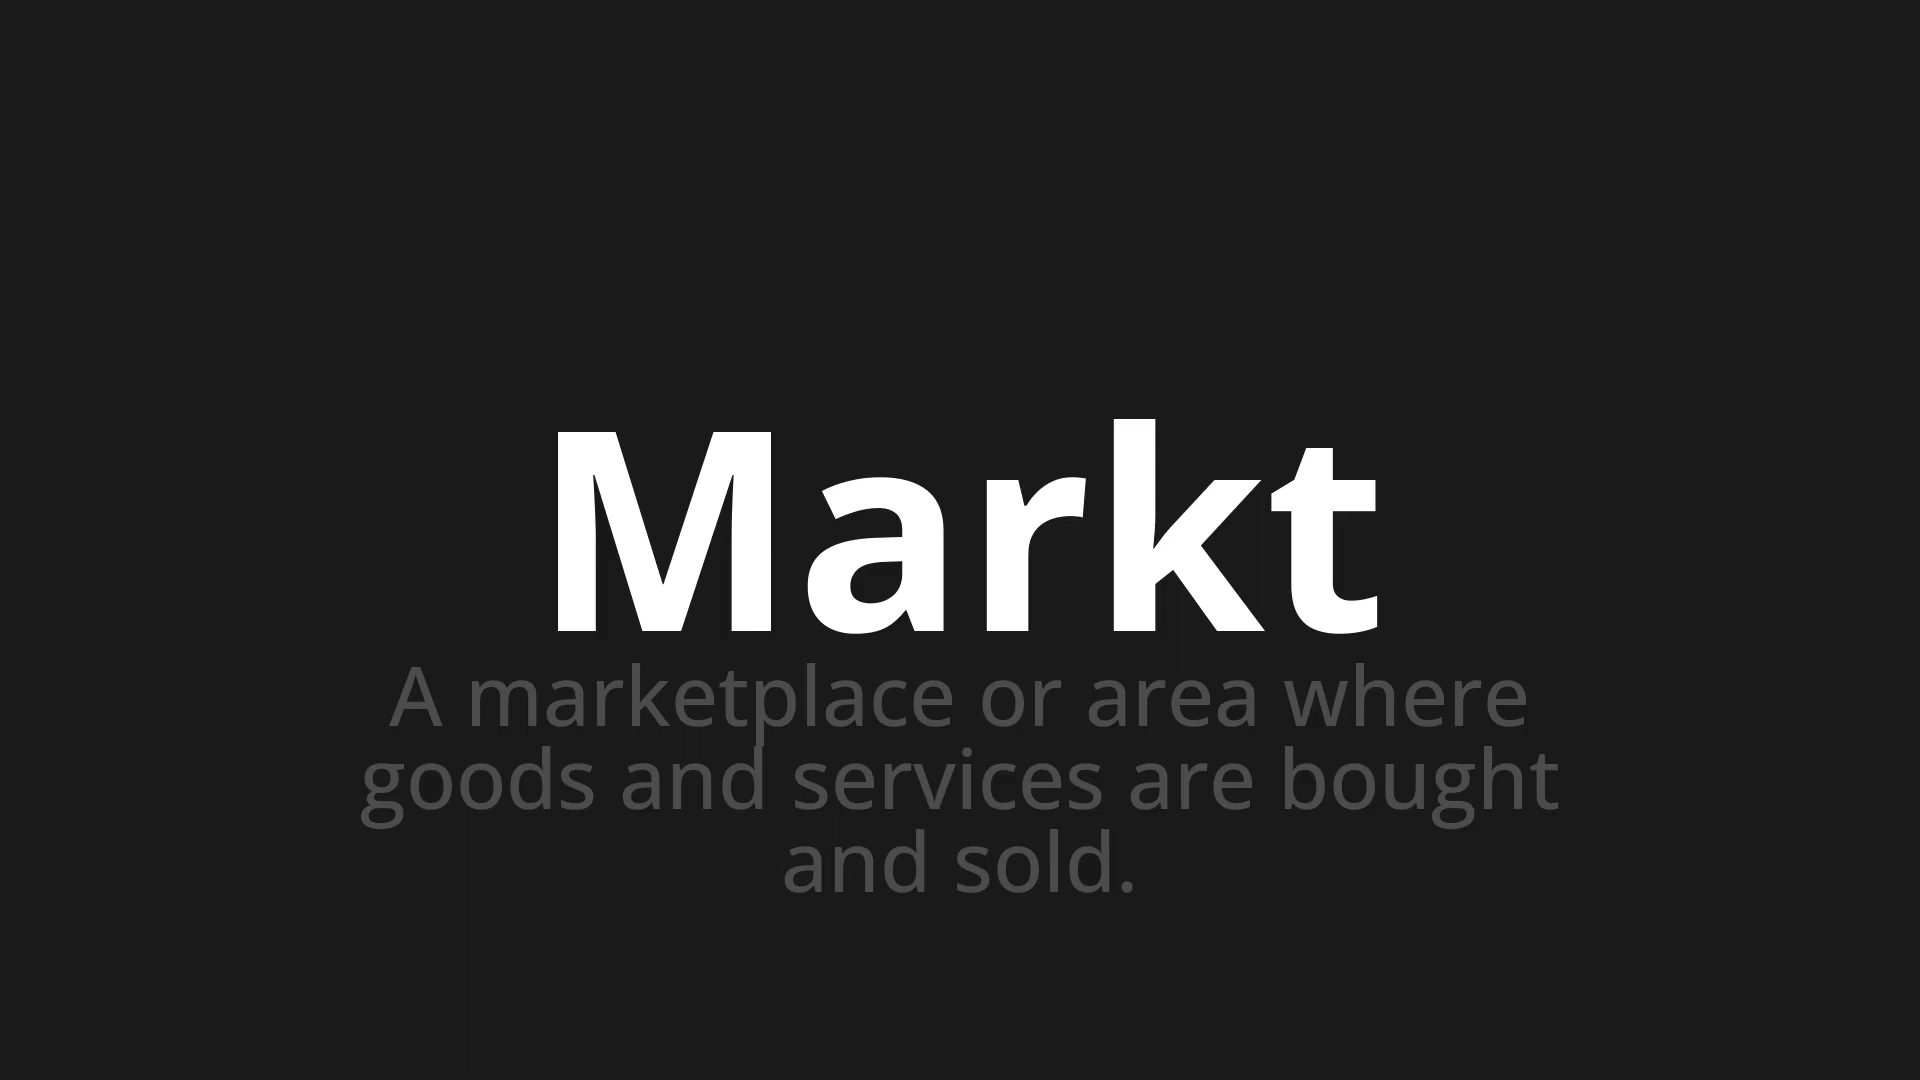 Markt
A marketplace or area where
goods and services are bought
and sold.